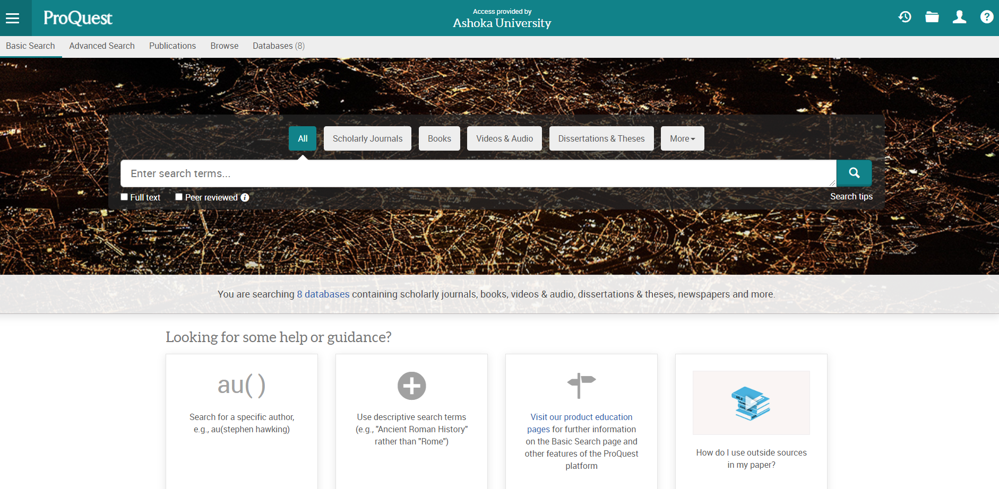 ProQuest
Access provided by
Ashoka University
Basic Search
Advanced Search
Publications
Browse
Databases (8)
All
Scholarly Journals
Books
Videos & Audio
Dissertations & Theses
More
Enter search terms...
Full text
Peer reviewed
Search tips
You are searching 8 databases containing scholarly journals, books, videos & audio, dissertations & theses, newspapers and more.
Looking for some help or guidance?
au( )
Search for a specific author,
e.g., au(stephen hawking)
Use descriptive search terms
(e.g., "Ancient Roman History"
rather than "Rome")
Visit our product education
pages for further information
on the Basic Search page and
other features of the ProQuest
platform
MLA
APA
How do I use outside sources
in my paper?